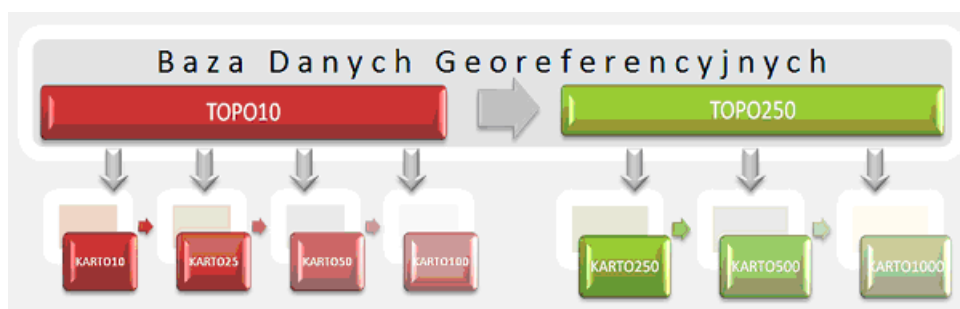 Baza Danych Georeferencyjnych
TOPO10 TOPO250
KARTO10 KARTO25 KARTO50 KARTO100 KARTO250 KARTO500 KARTO1000